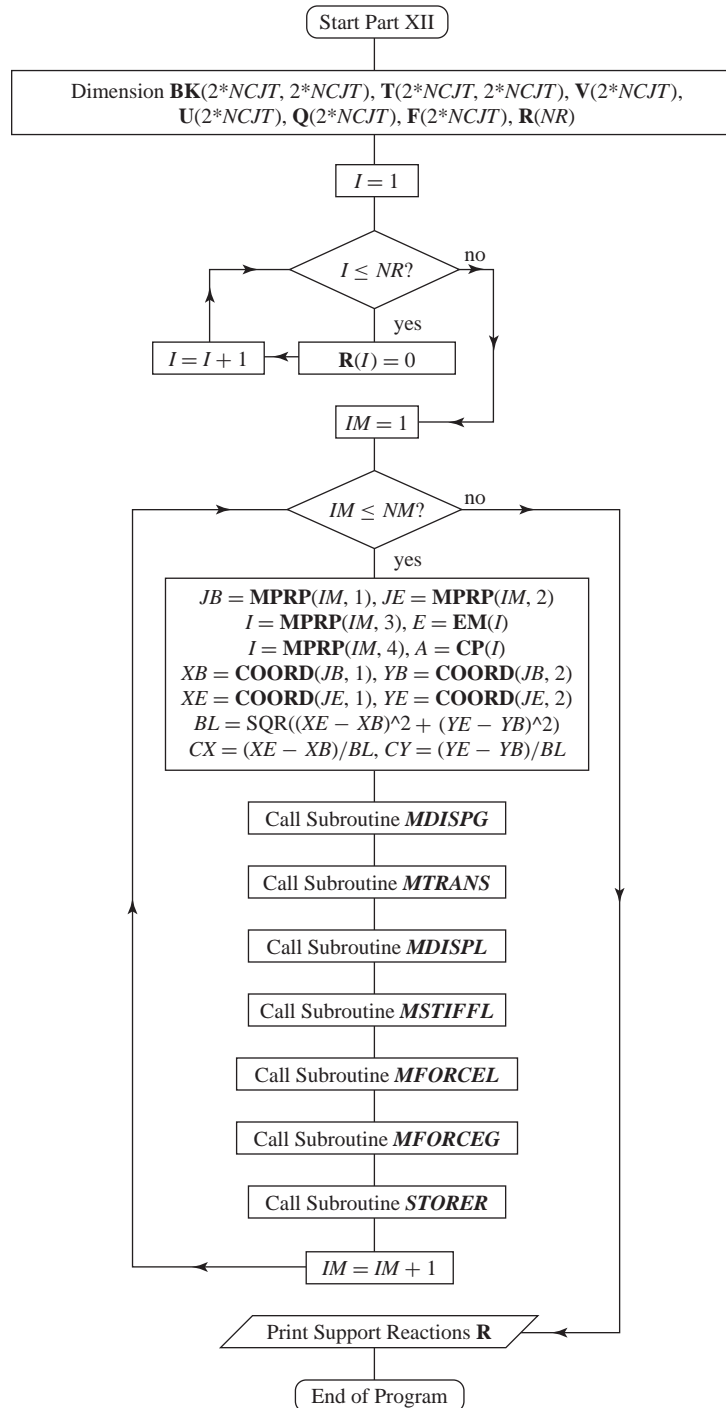 Start Part XII
Dimension BK(2*NCJT, 2*NCJT), T(2*NCJT, 2*NCJT), V(2*NCJT),
U(2*NCJT), Q(2*NCJT), F(2*NCJT), R(NR)
I = 1
I ≤ NR?
no
yes
I = I + 1
R(I) = 0
IM = 1
IM ≤ NM?
no
yes
JB = MPRP(IM, 1), JE = MPRP(IM, 2)
I = MPRP(IM, 3), E = EM(I)
I = MPRP(IM, 4), A = CP(I)
XB = COORD(JB, 1), YB = COORD(JB, 2)
XE = COORD(JE, 1), YE = COORD(JE, 2)
BL = SQR((XE − XB)^2 + (YE − YB)^2)
CX = (XE − XB)/BL, CY = (YE − YB)/BL
Call Subroutine MDISPG
Call Subroutine MTRANS
Call Subroutine MDISPL
Call Subroutine MSTIFFL
Call Subroutine MFORCEL
Call Subroutine MFORCEG
Call Subroutine STORER
IM = IM + 1
Print Support Reactions R
End of Program